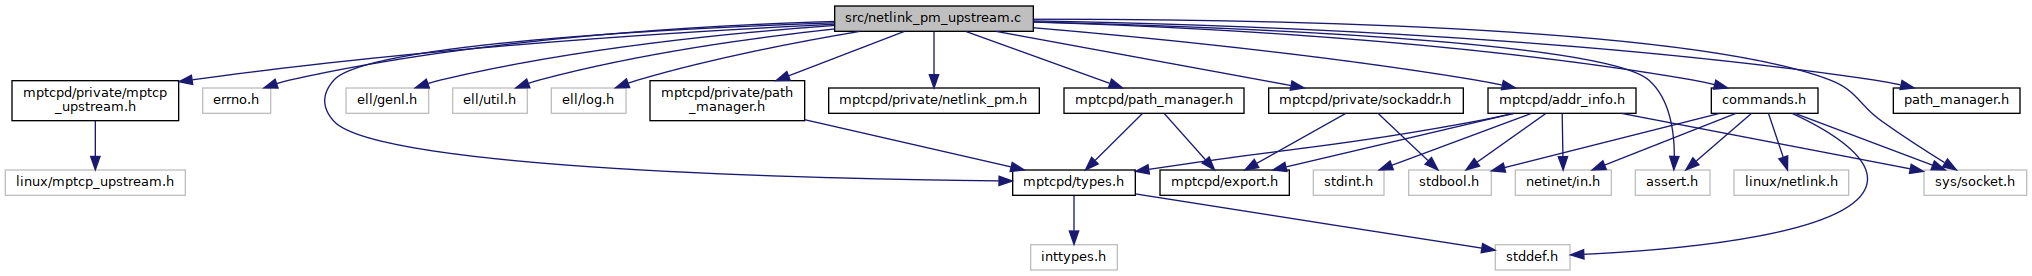 src/netlink_pm_upstream.c
mptcpd/private/mptcp
_upstream.h
errno.h
ell/genl.h
ell/util.h
ell/log.h
mptcpd/private/path
_manager.h
mptcpd/private/netlink_pm.h
mptcpd/path_manager.h
mptcpd/private/sockaddr.h
mptcpd/addr_info.h
commands.h
path_manager.h
linux/mptcp_upstream.h
mptcpd/types.h
mptcpd/export.h
stdint.h
stdbool.h
netinet/in.h
assert.h
linux/netlink.h
sys/socket.h
inttypes.h
stddef.h